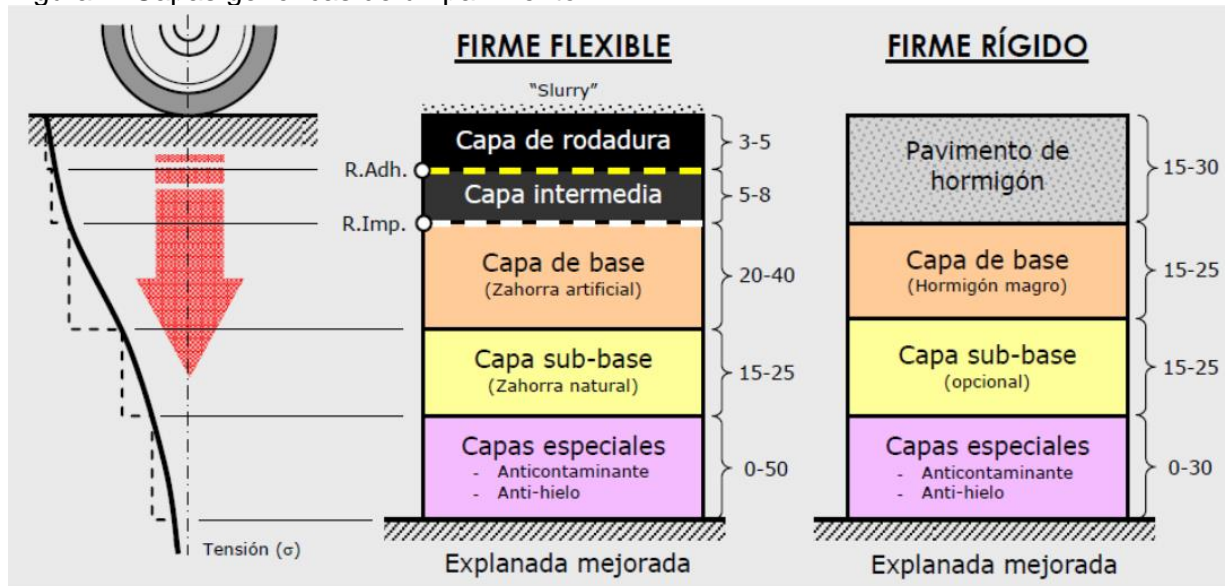 FIRME FLEXIBLE
FIRME RÍGIDO
"Slurry"
Capa de rodadura
3-5
R.Adh.
Capa intermedia
5-8
R.Imp.
Capa de base
(Zahorra artificial)
20-40
Capa sub-base
(Zahorra natural)
15-25
Capas especiales
- Anticontaminante
- Anti-hielo
0-50
Tensión (σ)
Explanada mejorada
Pavimento de
hormigón
15-30
Capa de base
(Hormigón magro)
15-25
Capa sub-base
(opcional)
15-25
Capas especiales
- Anticontaminante
- Anti-hielo
0-30
Explanada mejorada